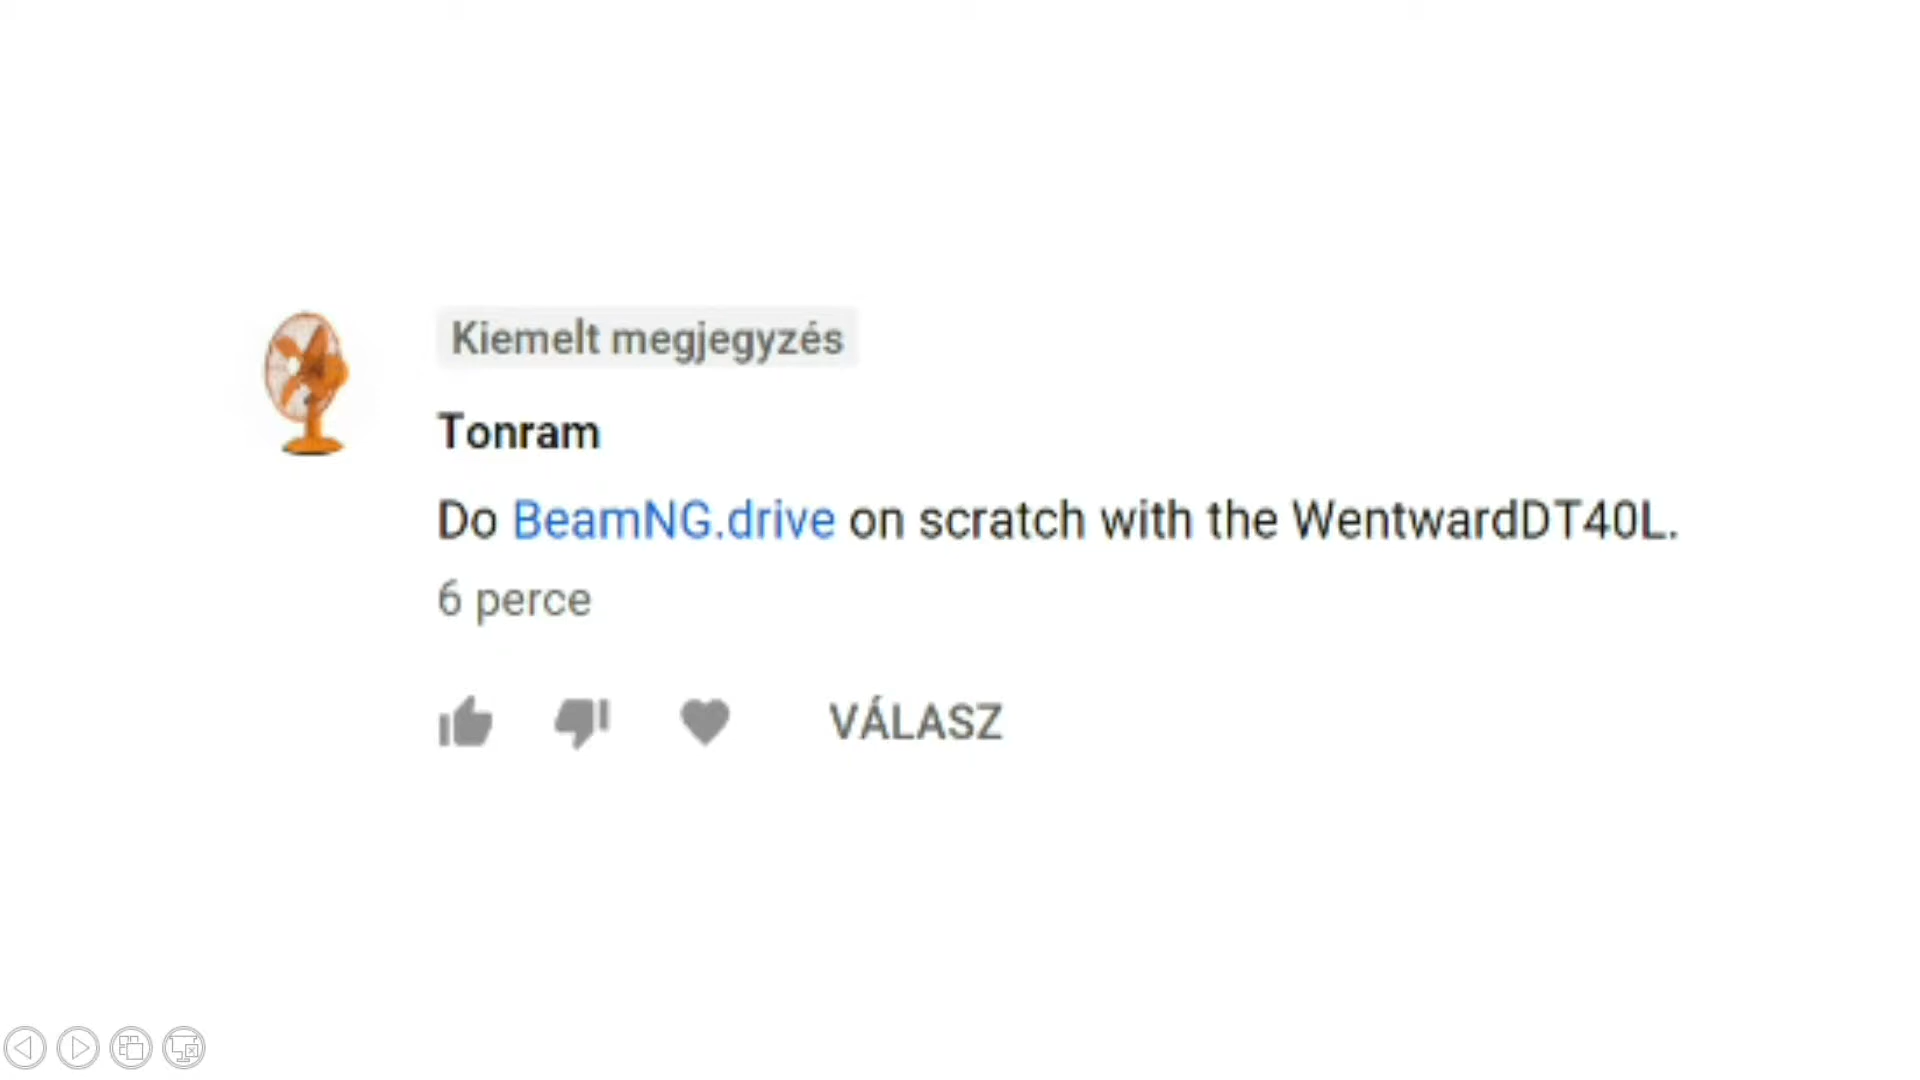 Kiemelt megjegyzés
Tonram
Do BeamNG.drive on scratch with the WentwardDT40L.
6 perce
VÁLASZ